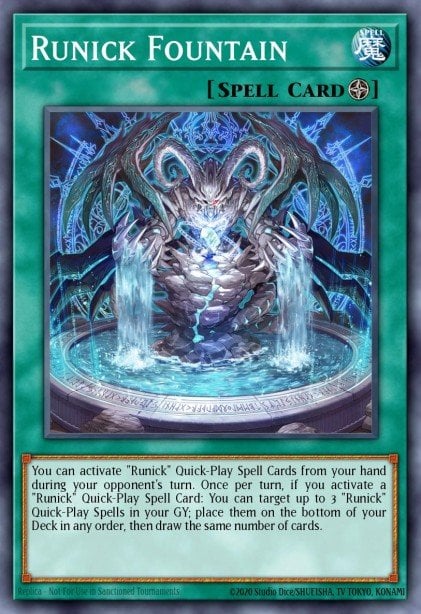 Runick Fountain
SPELL
魔
[Spell Card]
You can activate "Runick" Quick-Play Spell Cards from your hand
during your opponent's turn. Once per turn, if you activate a
"Runick" Quick-Play Spell Card: You can target up to 3 "Runick"
Quick-Play Spells in your GY; place them on the bottom of your
Deck in any order, then draw the same number of cards.
Replica - Not For Use in Sanctioned Tournaments
©2020 Studio Dice/SHUEISHA, TV TOKYO, KONAMI